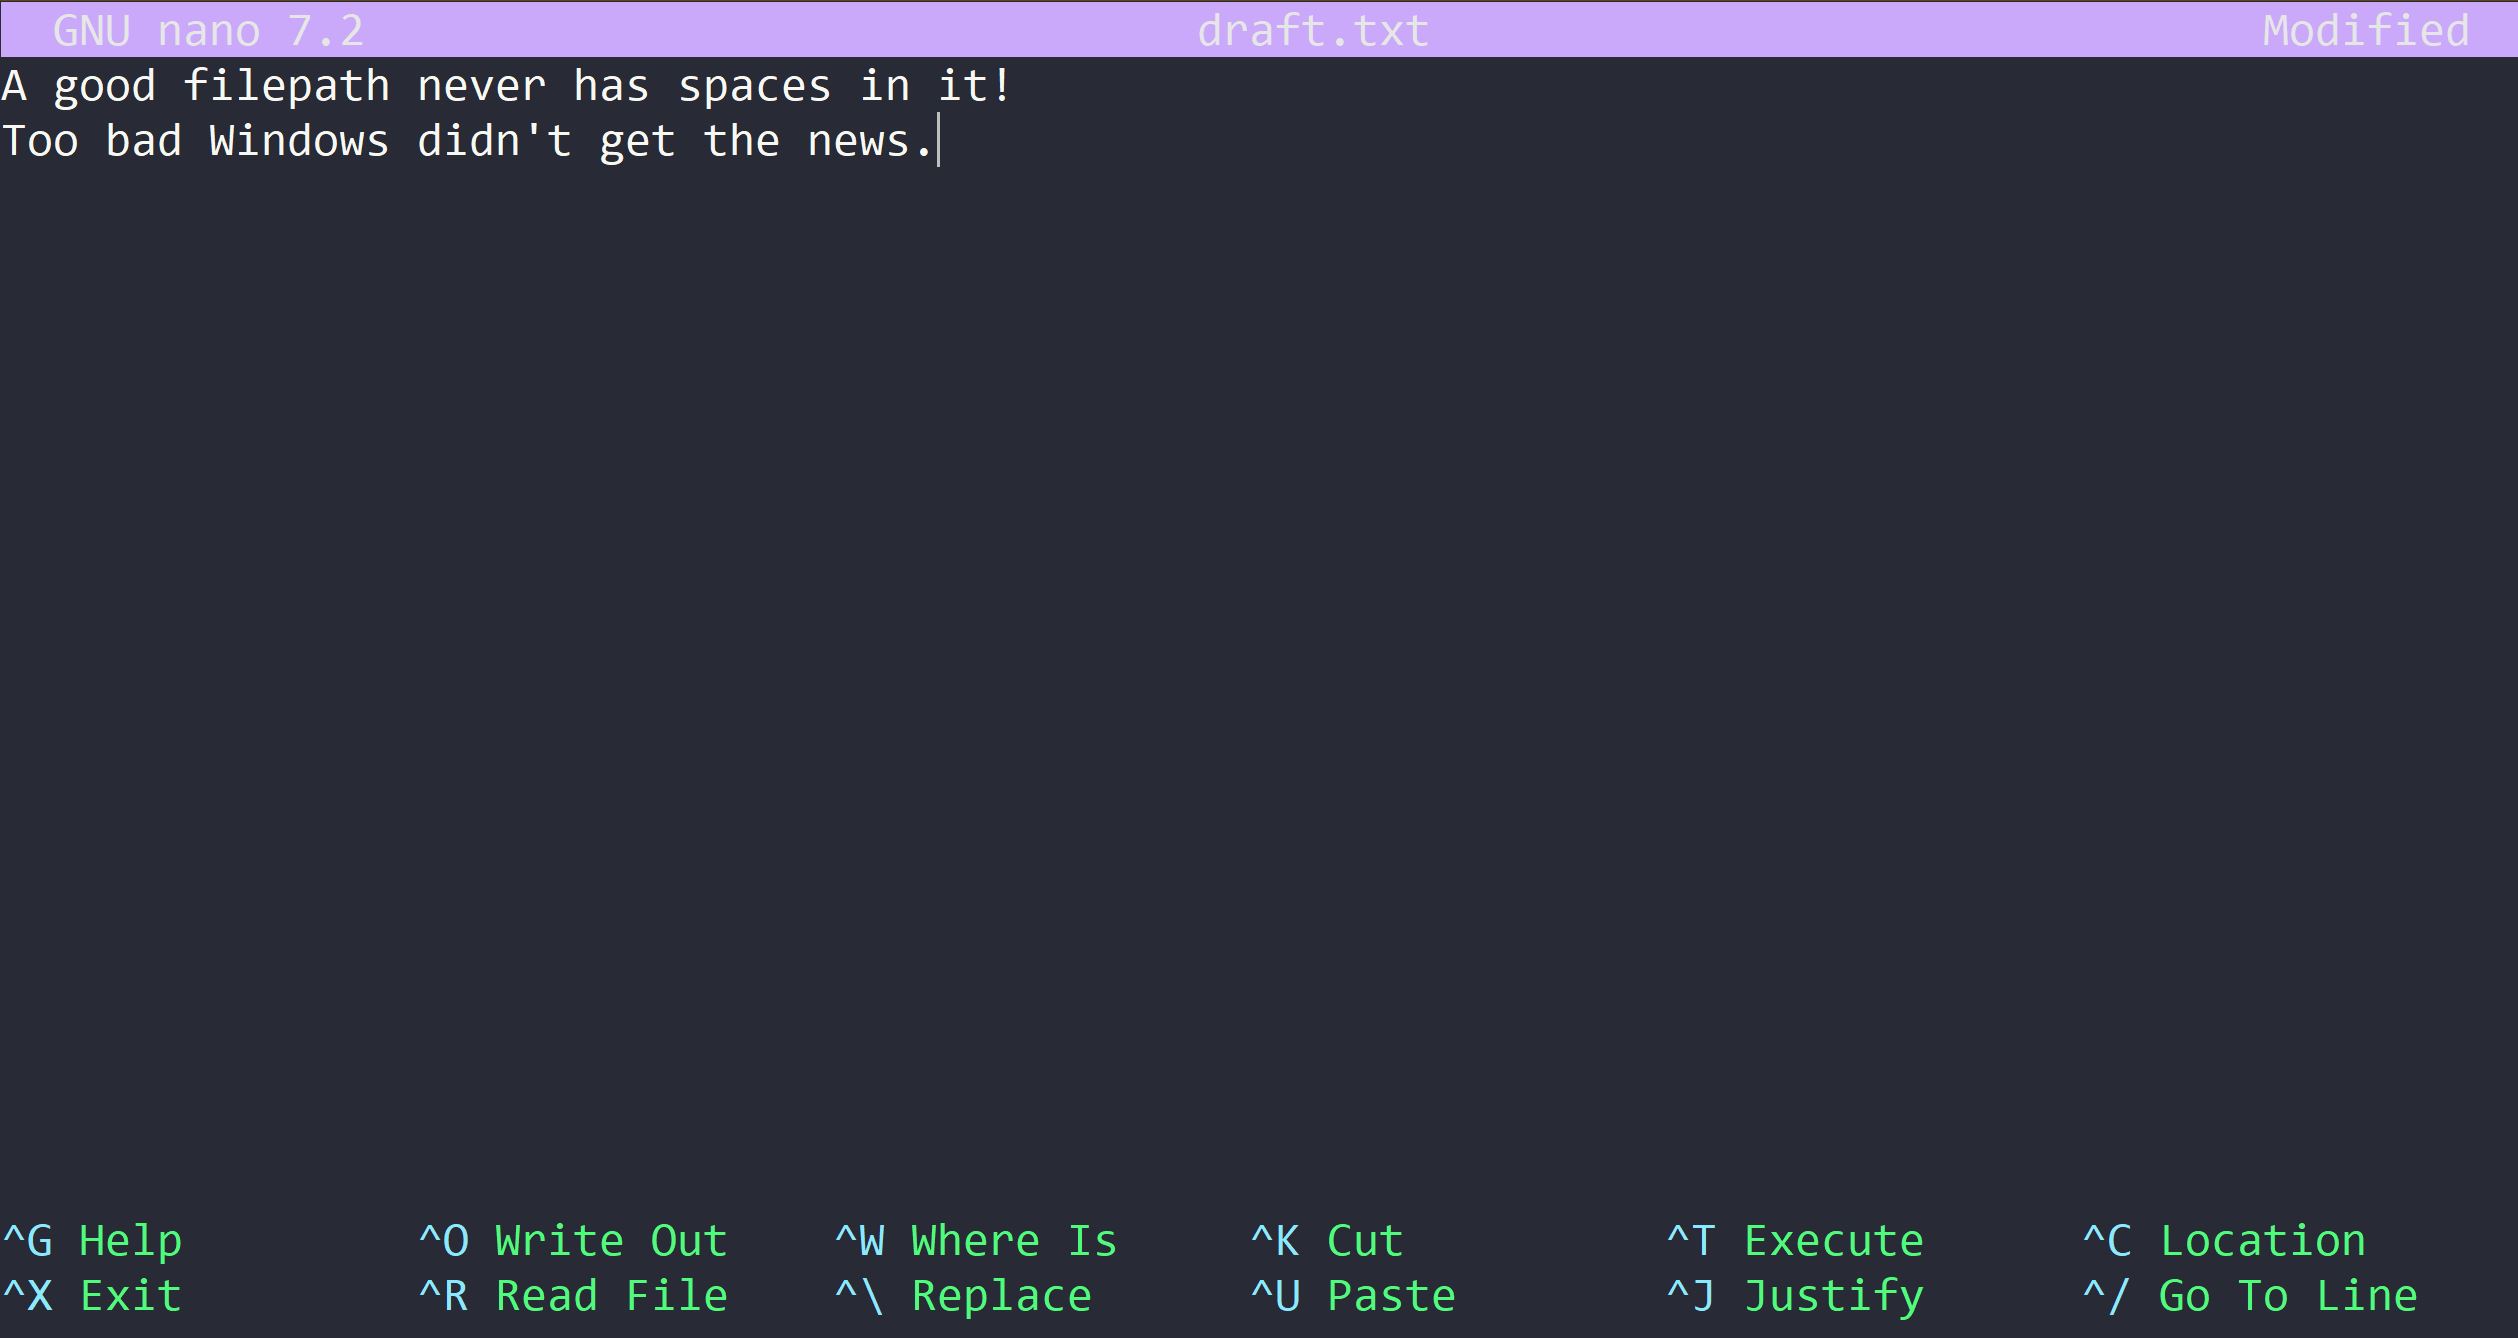 GNU nano 7.2 draft.txt Modified
A good filepath never has spaces in it!
Too bad Windows didn't get the news.
^G Help ^O Write Out ^W Where Is ^K Cut ^T Execute ^C Location
^X Exit ^R Read File ^\ Replace ^U Paste ^J Justify ^/ Go To Line